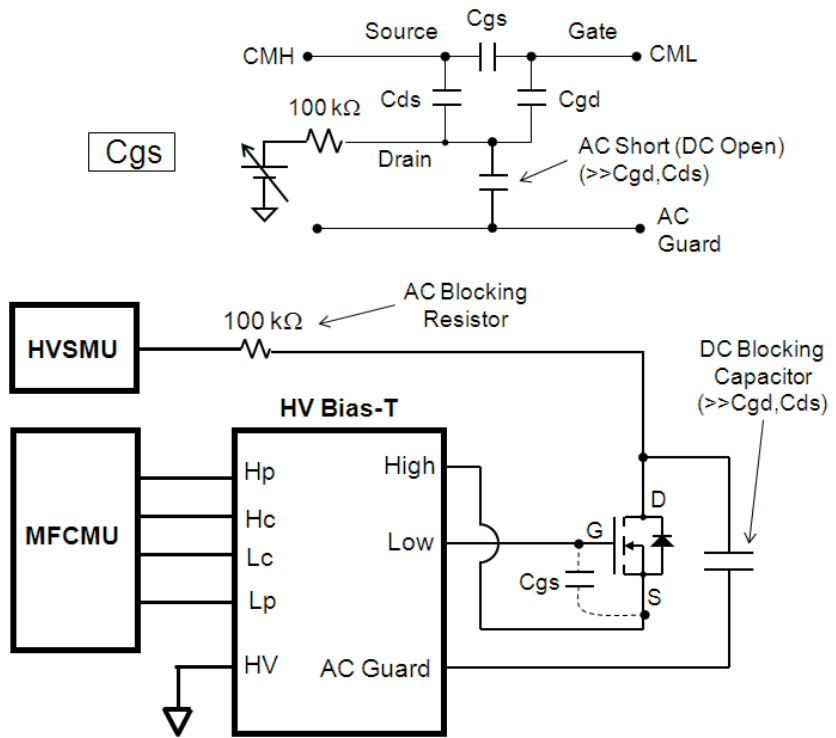 Cgs
Source
Gate
CMH
CML
Cds
Cgd
100 kΩ
Cgs
Drain
AC Short (DC Open)
(>>Cgd,Cds)
AC
Guard
AC Blocking
Resistor
100 kΩ
HVSMU
DC Blocking
Capacitor
(>>Cgd,Cds)
HV Bias-T
High
Hp
D
Hc
G
MFCMU
Low
Lc
Cgs
S
Lp
HV
AC Guard